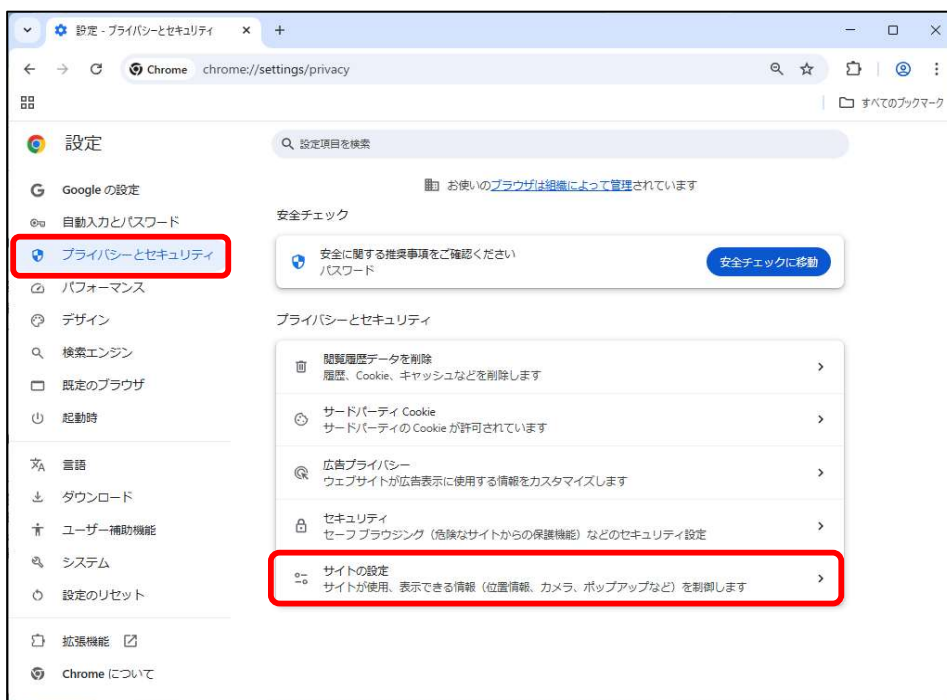 設定 - プライバシーとセキュリティ
Chrome chrome://settings/privacy
すべてのブックマーク
設定
設定項目を検索
Google の設定
自動入力とパスワード
プライバシーとセキュリティ
パフォーマンス
デザイン
検索エンジン
既定のブラウザ
起動時
言語
ダウンロード
ユーザー補助機能
システム
設定のリセット
拡張機能
Chrome について
お使いのブラウザは組織によって管理されています
安全チェック
安全に関する推奨事項をご確認ください
パスワード
安全チェックに移動
プライバシーとセキュリティ
閲覧履歴データを削除
履歴、Cookie、キャッシュなどを削除します
サードパーティ Cookie
サードパーティの Cookie が許可されています
広告プライバシー
ウェブサイトが広告表示に使用する情報をカスタマイズします
セキュリティ
セーフ ブラウジング（危険なサイトからの保護機能）などのセキュリティ設定
サイトの設定
サイトが使用、表示できる情報（位置情報、カメラ、ポップアップなど）を制御します